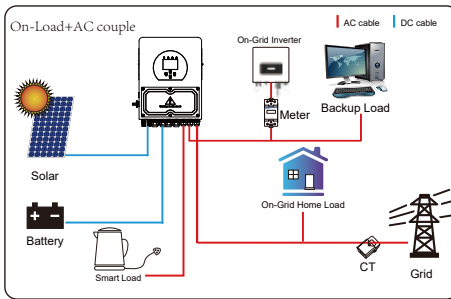 On-Load+AC couple
On-Grid Inverter
AC cable
DC cable
Meter
Backup Load
Solar
On-Grid Home Load
Battery
Smart Load
CT
Grid